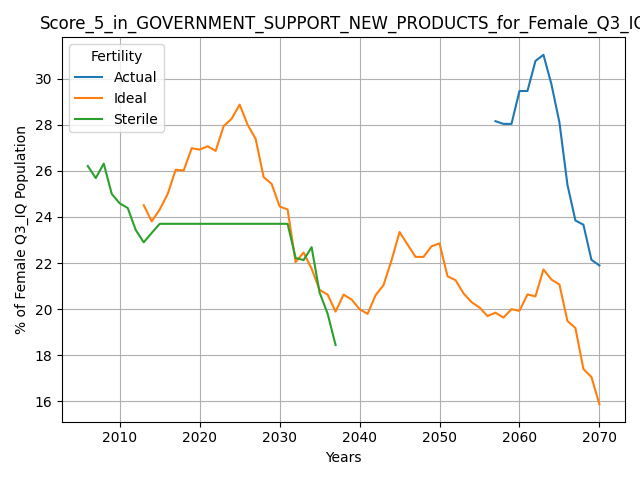 Score_5_in_GOVERNMENT_SUPPORT_NEW_PRODUCTS_for_Female_Q3_IQ
Fertility
Actual
Ideal
Sterile
% of Female Q3_IQ Population
30
28
26
24
22
20
18
16
2010 2020 2030 2040 2050 2060 2070
Years